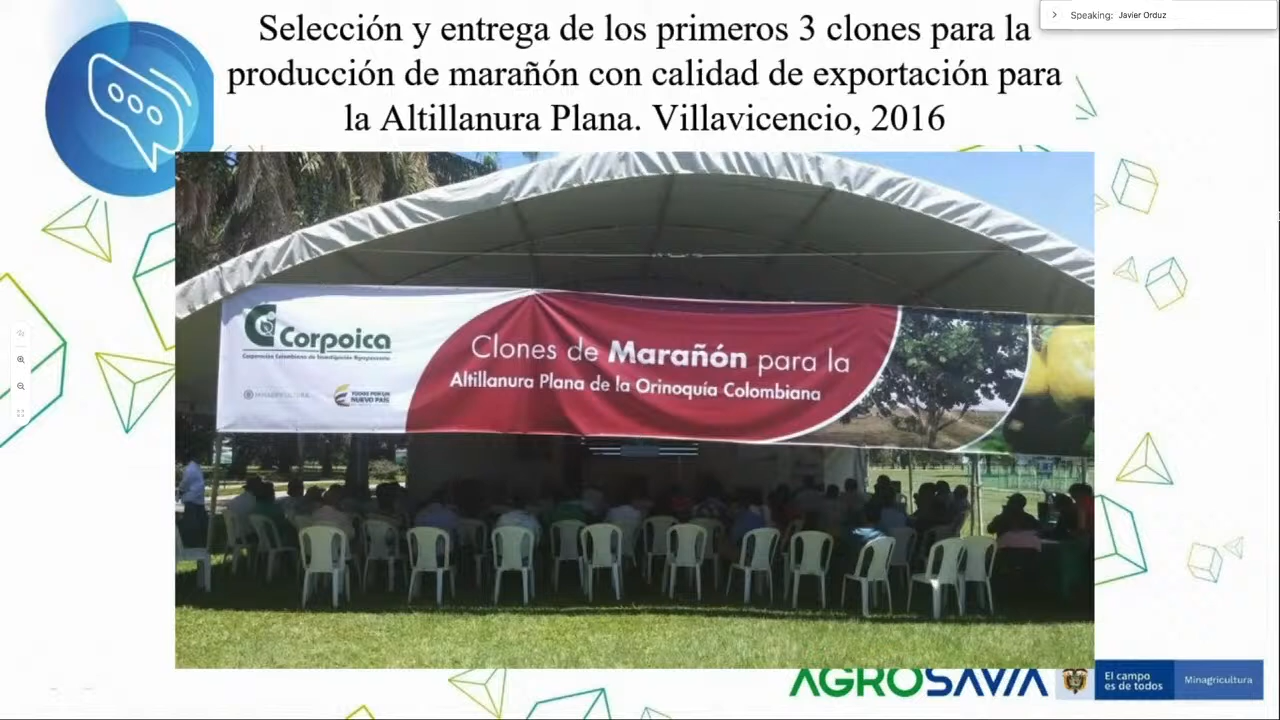 Speaking: Javier Orduz
Selección y entrega de los primeros 3 clones para la
producción de marañón con calidad de exportación para
la Altillanura Plana. Villavicencio, 2016
Corpoica
Corporación Colombiana de Investigación Agropecuaria
MINAGRICULTURA
TODOS POR UN
NUEVO PAÍS
Clones de Marañón para la
Altillanura Plana de la Orinoquía Colombiana
AGROSAVIA
El campo
es de todos
Minagricultura